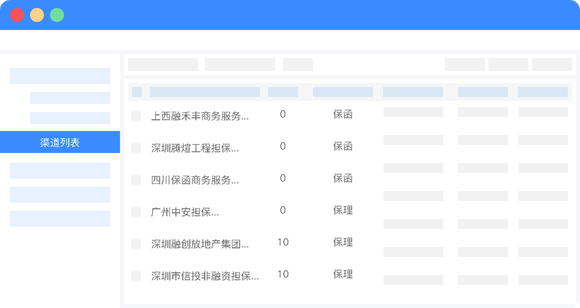 上西融禾丰商务服务... 0 保函
渠道列表
深圳腾煊工程担保... 0 保函
四川保函商务服务... 0 保函
广州中安担保... 0 保理
深圳融创放地产集团... 10 保理
深圳市信投非融资担保... 10 保理